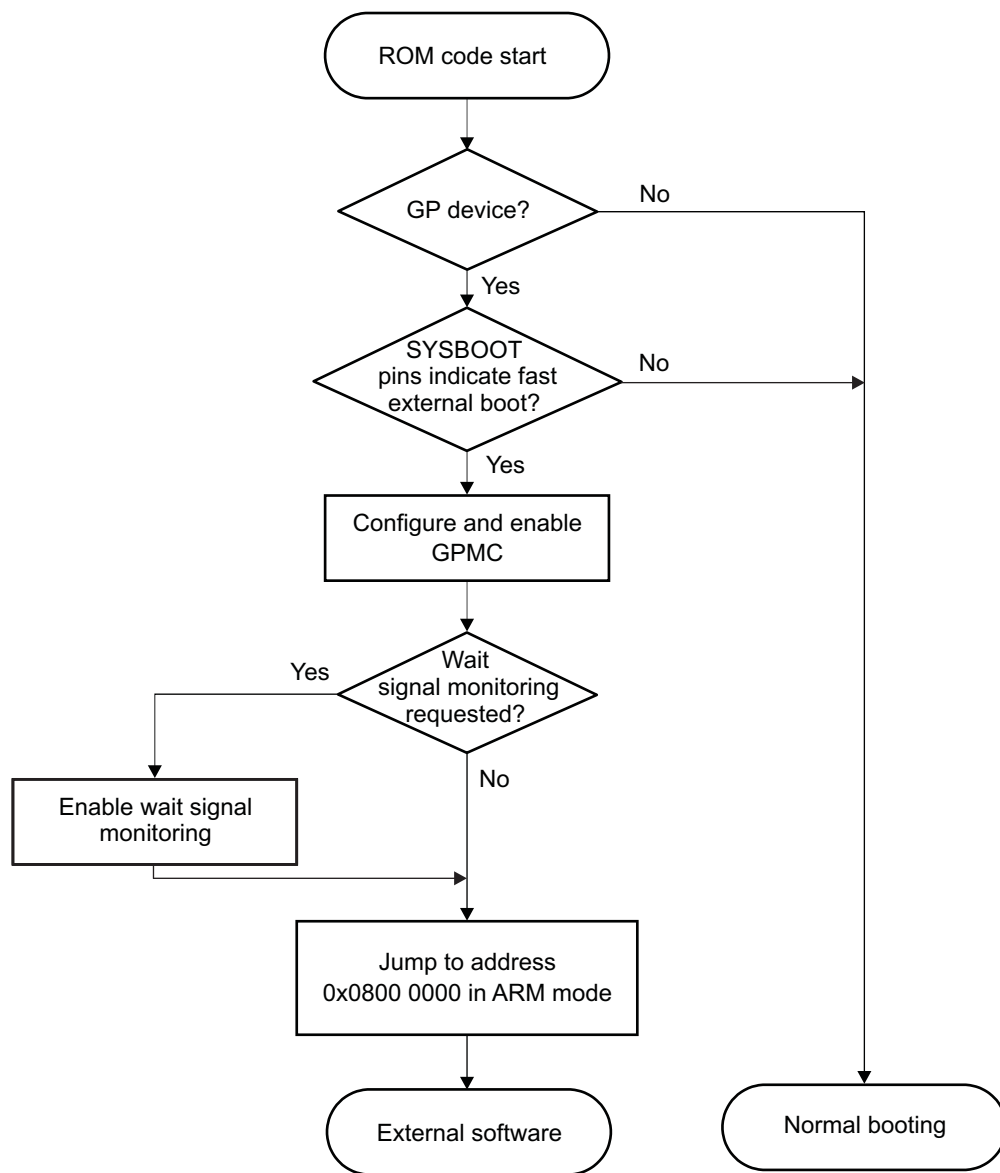 ROM code start
GP device?
No
Yes
SYSBOOT
pins indicate fast
external boot?
No
Yes
Configure and enable
GPMC
Wait
signal monitoring
requested?
Yes
No
Enable wait signal
monitoring
Jump to address
0x0800 0000 in ARM mode
External software
Normal booting